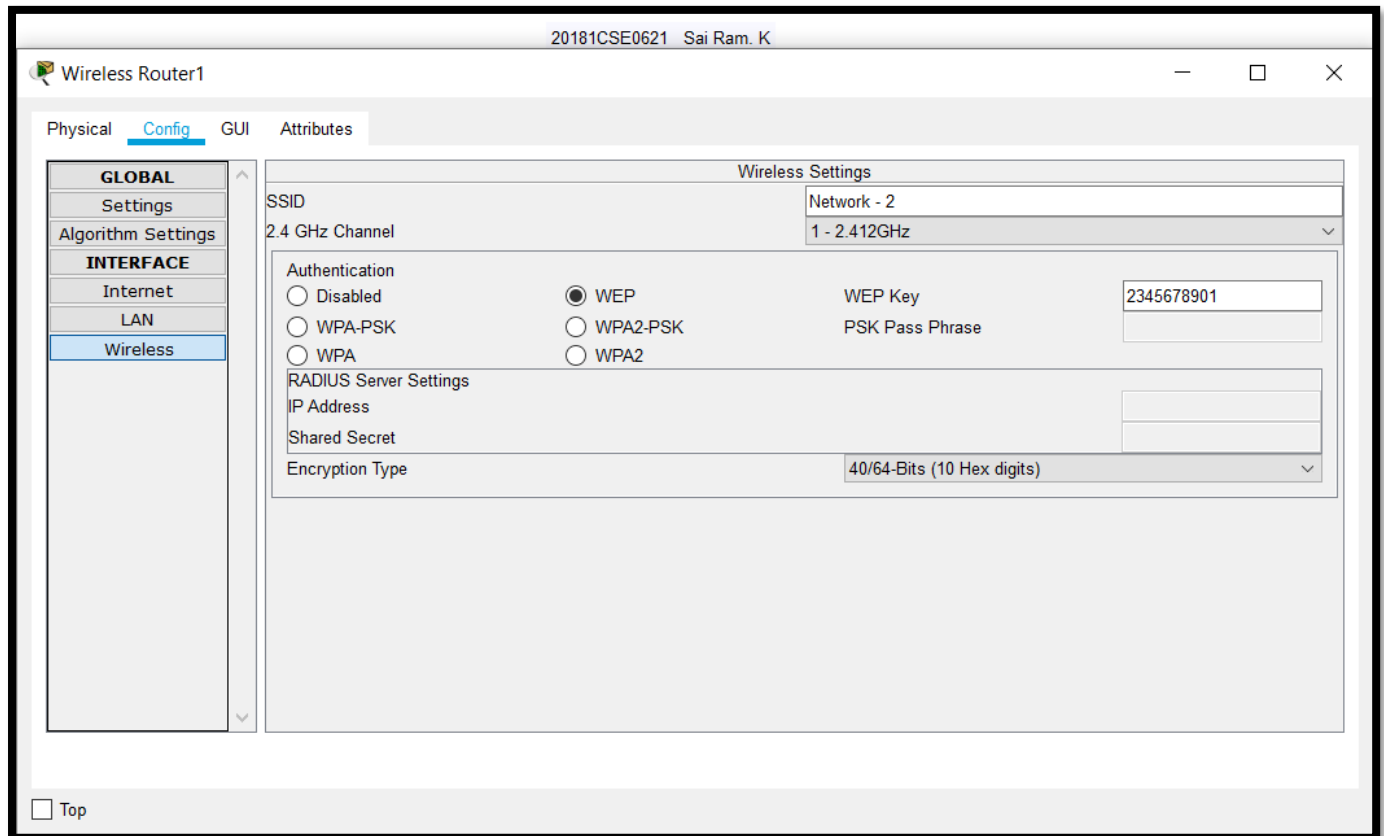 20181CSE0621 Sai Ram. K
Wireless Router1
Physical Config GUI Attributes
GLOBAL
Settings
Algorithm Settings
INTERFACE
Internet
LAN
Wireless
Wireless Settings
SSID Network - 2
2.4 GHz Channel 1 - 2.412GHz
Authentication
Disabled WEP WEP Key 2345678901
WPA-PSK WPA2-PSK PSK Pass Phrase
WPA WPA2
RADIUS Server Settings
IP Address
Shared Secret
Encryption Type 40/64-Bits (10 Hex digits)
Top